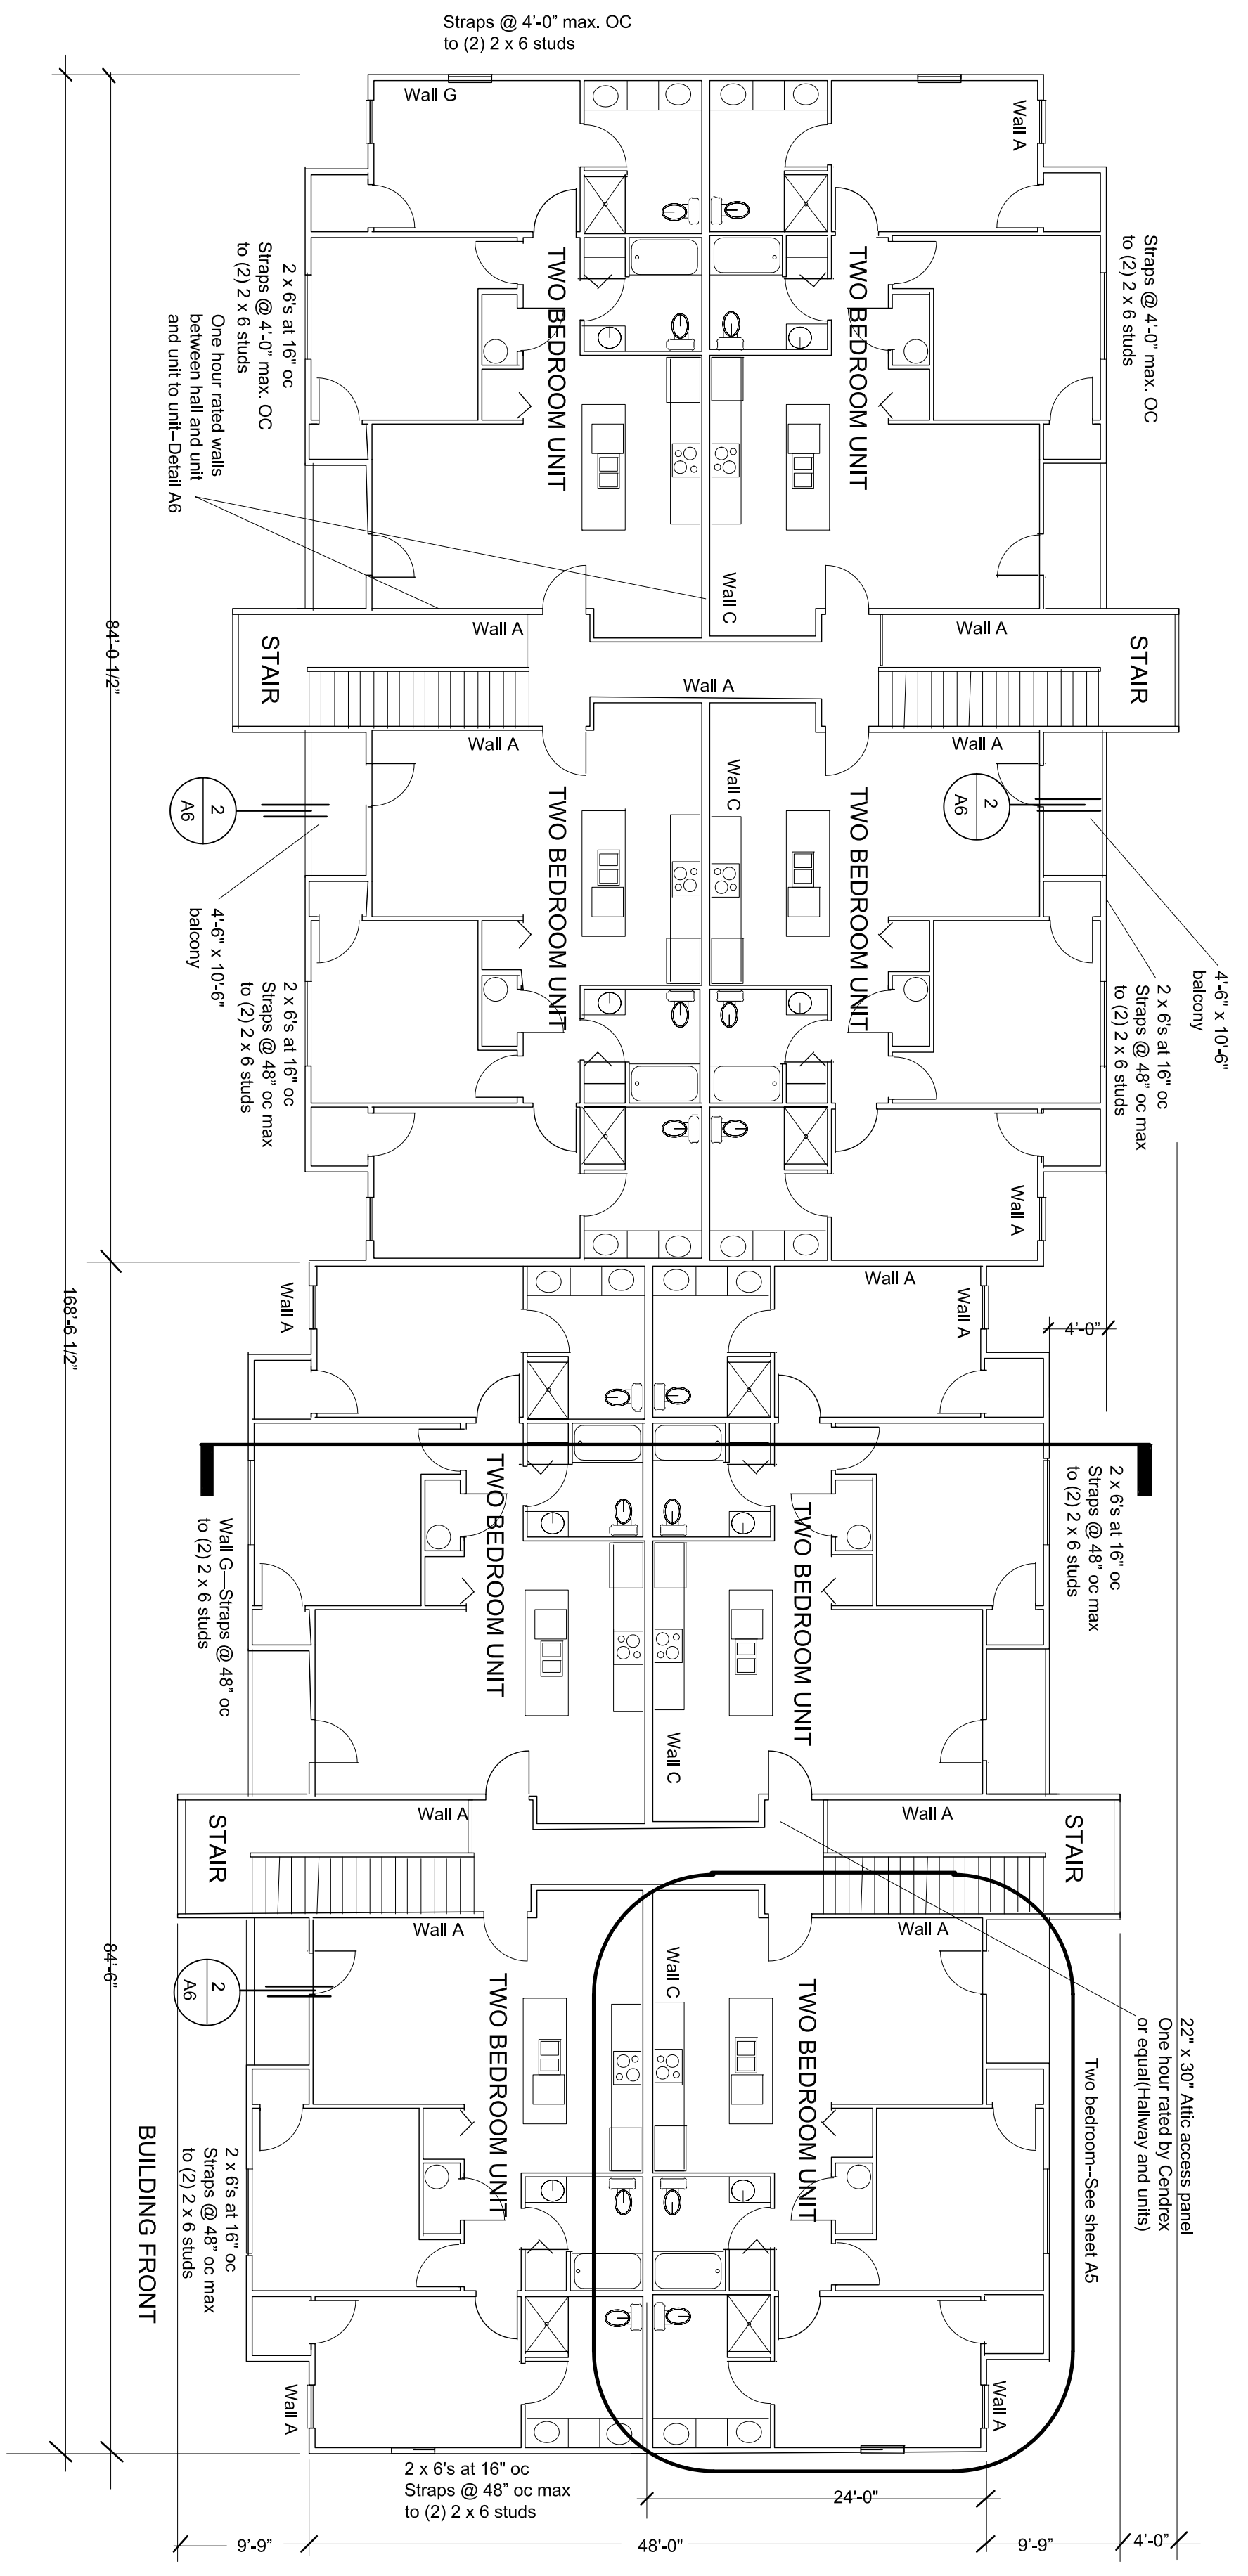 Straps @ 4'-0" max. OC
to (2) 2 x 6 studs
Wall G
Wall A
Straps @ 4'-0" max. OC
to (2) 2 x 6 studs
2 x 6's at 16" oc
Straps @ 4'-0" max. OC
to (2) 2 x 6 studs
One hour rated walls
between hall and unit
and unit to unit--Detail A6
TWO BEDROOM UNIT
TWO BEDROOM UNIT
Wall C
84'-0 1/2"
Wall A
Wall A
STAIR
STAIR
Wall A
Wall A
Wall A
Wall C
2
A6
2
A6
TWO BEDROOM UNIT
TWO BEDROOM UNIT
4'-6" x 10'-6"
balcony
4'-6" x 10'-6"
balcony
2 x 6's at 16" oc
Straps @ 48" oc max
to (2) 2 x 6 studs
2 x 6's at 16" oc
Straps @ 48" oc max
to (2) 2 x 6 studs
Wall A
168'-6 1/2"
Wall A
Wall A
Wall A
4'-0"
TWO BEDROOM UNIT
TWO BEDROOM UNIT
2 x 6's at 16" oc
Straps @ 48" oc max
to (2) 2 x 6 studs
Wall G—Straps @ 48" oc
to (2) 2 x 6 studs
Wall C
Wall A
Wall A
STAIR
STAIR
Wall A
Wall A
84'-6"
2
A6
Wall C
TWO BEDROOM UNIT
TWO BEDROOM UNIT
22" x 30" Attic access panel
One hour rated by Cendrex
or equal(Hallway and units)
Two bedroom--See sheet A5
BUILDING FRONT
2 x 6's at 16" oc
Straps @ 48" oc max
to (2) 2 x 6 studs
Wall A
Wall A
2 x 6's at 16" oc
Straps @ 48" oc max
to (2) 2 x 6 studs
24'-0"
9'-9"
48'-0"
9'-9"
4'-0"